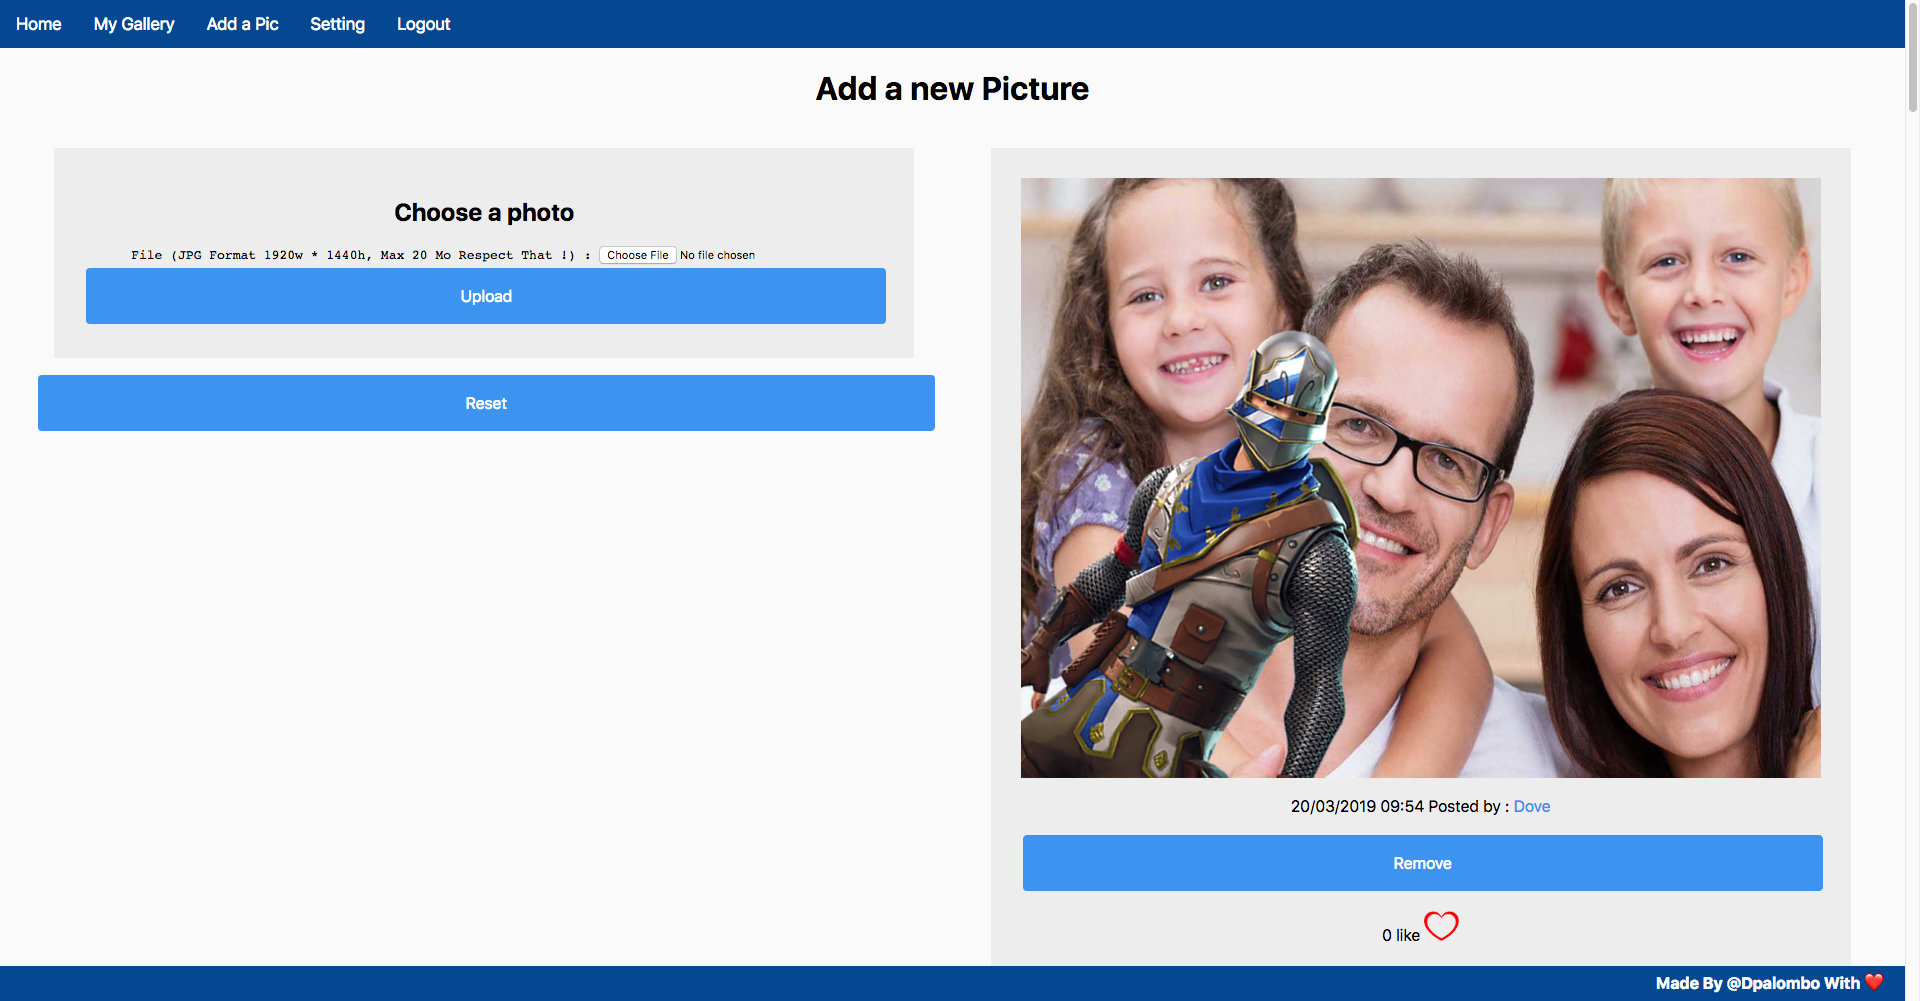 Home My Gallery Add a Pic Setting Logout
Add a new Picture
Choose a photo
File (JPG Format 1920w * 1440h, Max 20 Mo Respect That !) : Choose File No file chosen
Upload
Reset
20/03/2019 09:54 Posted by : Dove
Remove
0 like
Made By @Dpalombo With ❤️